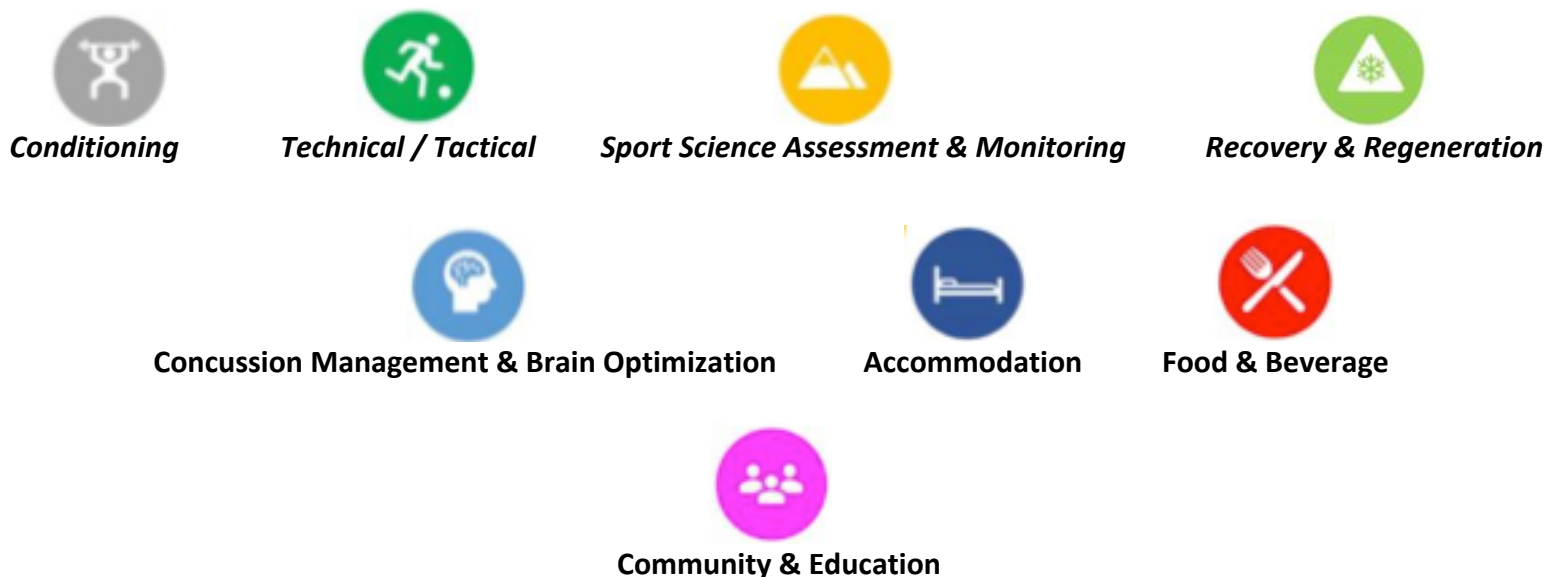 Conditioning
Technical / Tactical
Sport Science Assessment & Monitoring
Recovery & Regeneration
Concussion Management & Brain Optimization
Accommodation
Food & Beverage
Community & Education